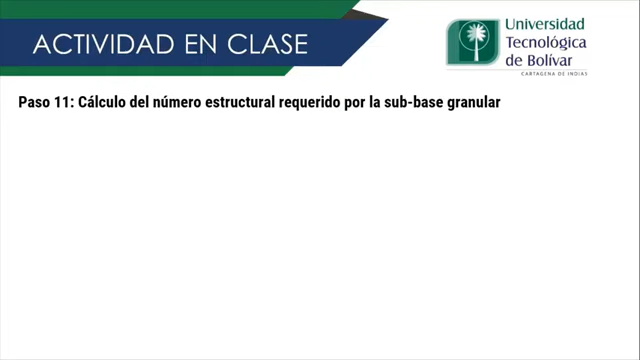 ACTIVIDAD EN CLASE
Universidad
Tecnológica
de Bolívar
CARTAGENA DE INDIAS
Paso 11: Cálculo del número estructural requerido por la sub-base granular